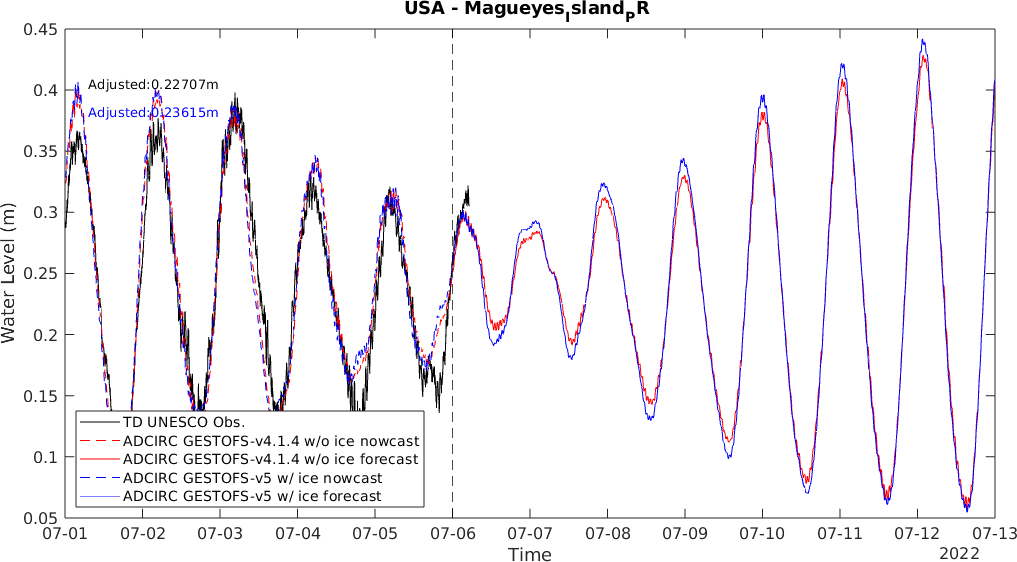 USA - Magueyes_Island_PR
0.45
0.4
0.35
0.3
0.25
0.2
0.15
0.1
0.05
Water Level (m)
Adjusted:0.22707m
Adjusted:0.23615m
TD UNESCO Obs.
ADCIRC GESTOFS-v4.1.4 w/o ice nowcast
ADCIRC GESTOFS-v4.1.4 w/o ice forecast
ADCIRC GESTOFS-v5 w/ ice nowcast
ADCIRC GESTOFS-v5 w/ ice forecast
07-01 07-02 07-03 07-04 07-05 07-06 07-07 07-08 07-09 07-10 07-11 07-12 07-13
Time
2022